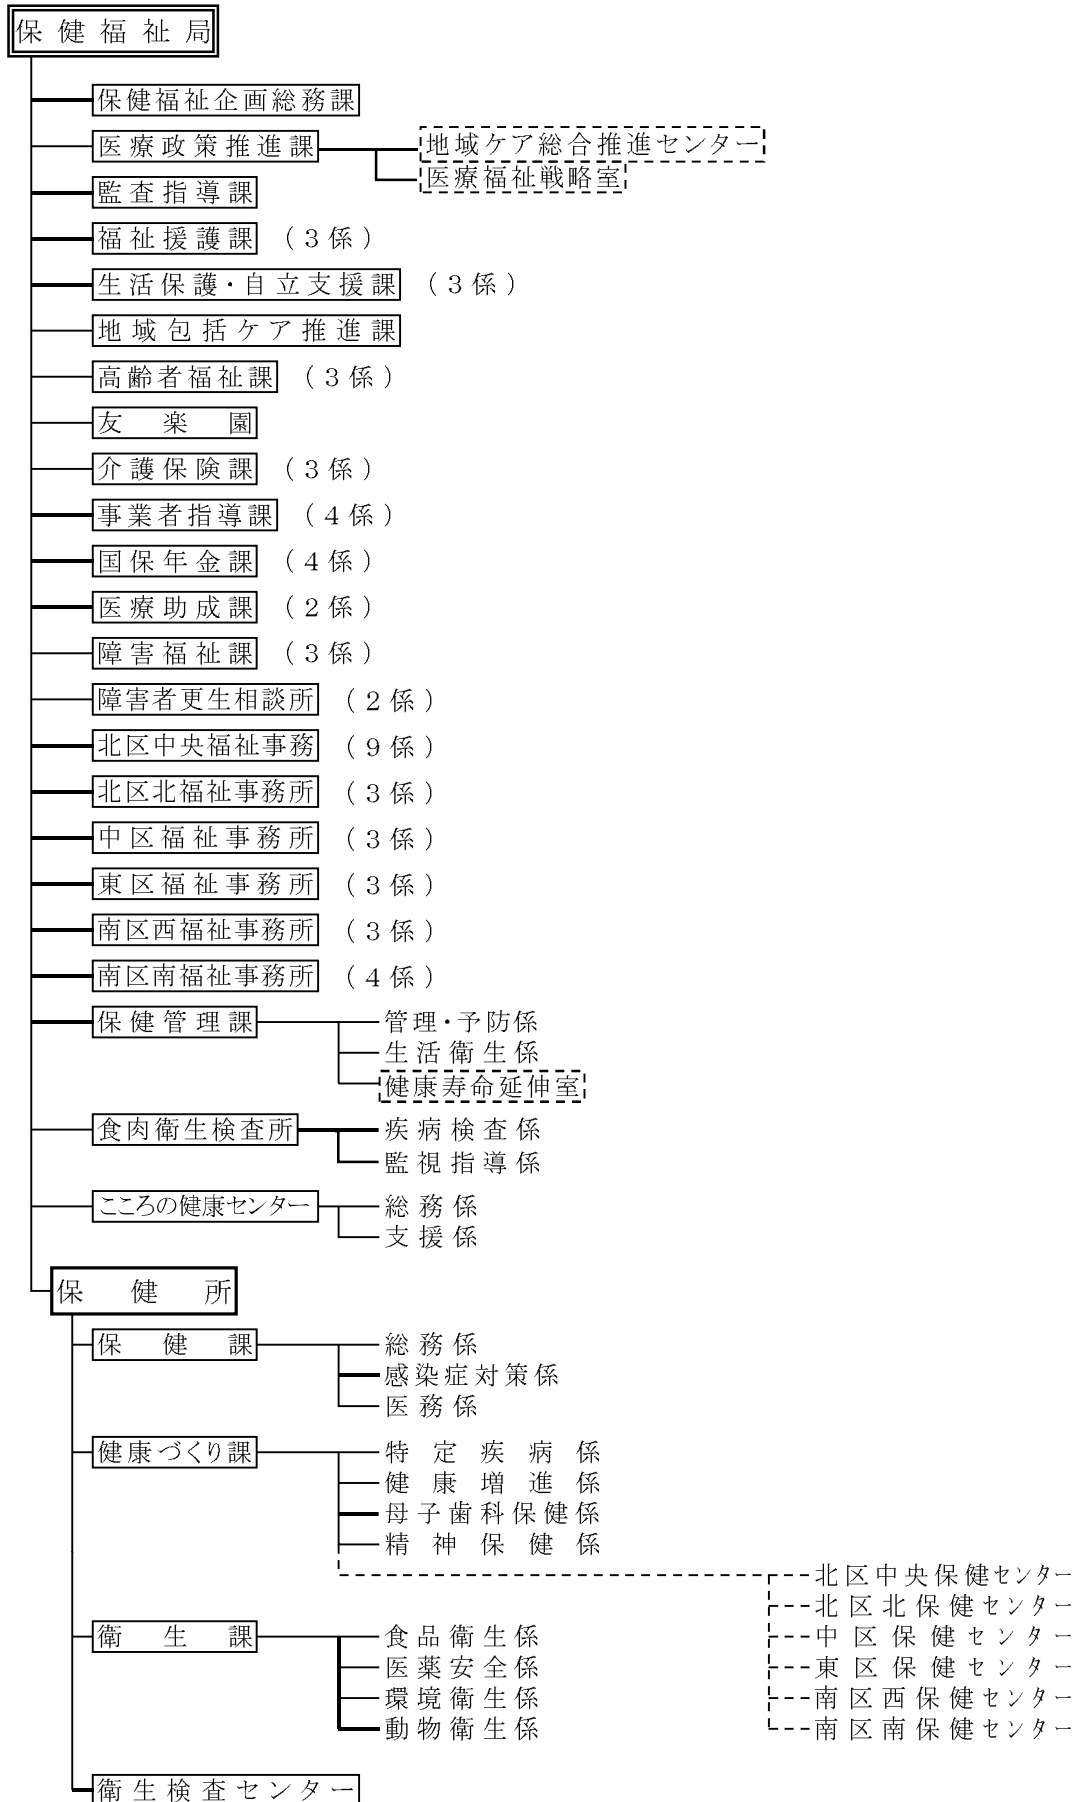 保健福祉局
保健福祉企画総務課
医療政策推進課 地域ケア総合推進センター
医療福祉戦略室
監査指導課
福祉援護課 (3係)
生活保護・自立支援課 (3係)
地域包括ケア推進課
高齢者福祉課 (3係)
友楽園
介護保険課 (3係)
事業者指導課 (4係)
国保年金課 (4係)
医療助成課 (2係)
障害福祉課 (3係)
障害者更生相談所 (2係)
北区中央福祉事務 (9係)
北区北福祉事務所 (3係)
中区福祉事務所 (3係)
東区福祉事務所 (3係)
南区西福祉事務所 (3係)
南区南福祉事務所 (4係)
保健管理課 管理・予防係
生活衛生係
健康寿命延伸室
食肉衛生検査所 疾病検査係
監視指導係
こころの健康センター 総務係
支援係
保健所
保健課 総務係
感染症対策係
医務係
健康づくり課 特定疾病係
健康増進係
母子歯科保健係
精神保健係
北区中央保健センター
北区北保健センター
衛生課 食品衛生係 中区保健センター
医薬安全係 東区保健センター
環境衛生係 南区西保健センター
動物衛生係 南区南保健センター
衛生検査センター